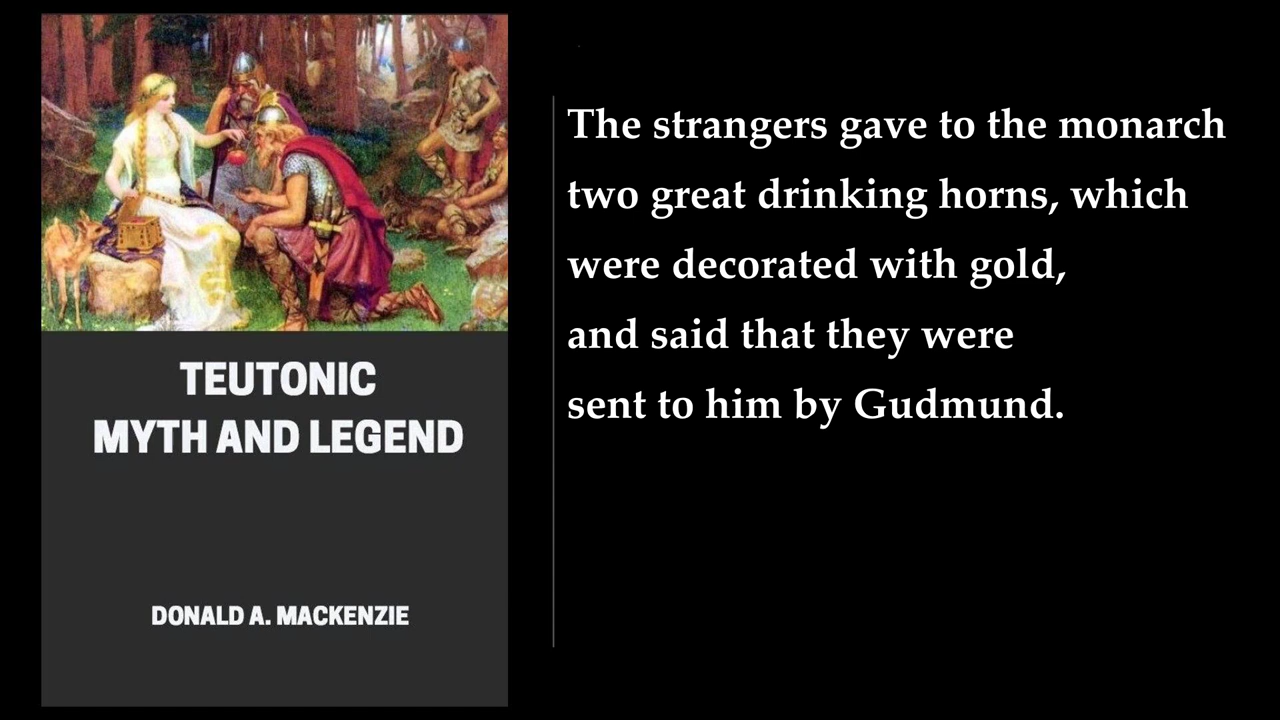 TEUTONIC
MYTH AND LEGEND
DONALD A. MACKENZIE
The strangers gave to the monarch
two great drinking horns, which
were decorated with gold,
and said that they were
sent to him by Gudmund.